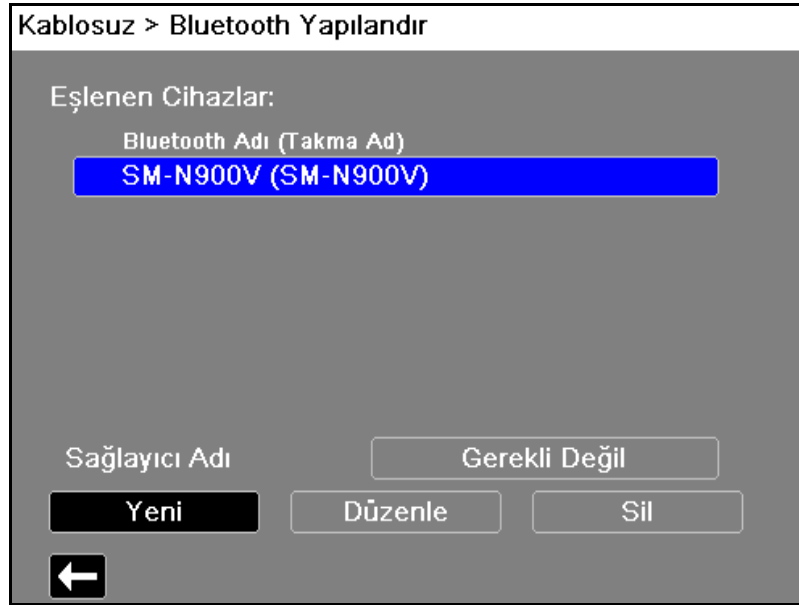 Kablosuz > Bluetooth Yapılandır
Eşlenen Cihazlar:
Bluetooth Adı (Takma Ad)
SM-N900V (SM-N900V)
Sağlayıcı Adı Gerekli Değil
Yeni Düzenle Sil